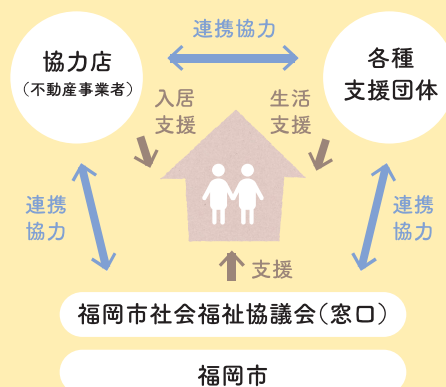 連携協力
協力店
(不動産事業者)
各種
支援団体
入居
支援
生活
支援
連携
協力
連携
協力
支援
福岡市社会福祉協議会(窓口)
福岡市